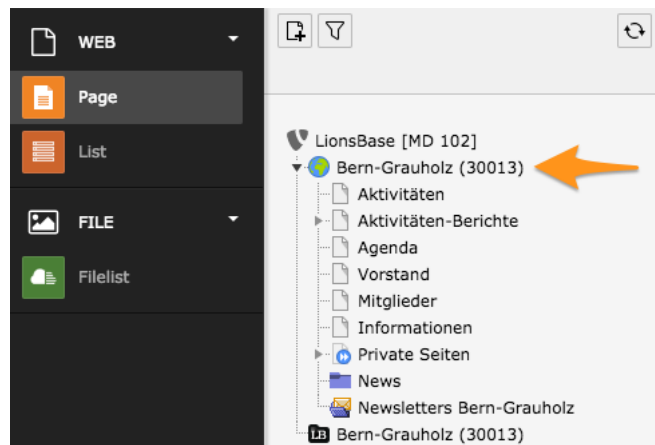 WEB
Page
List
FILE
Filelist
LionsBase [MD 102]
Bern-Grauholz (30013)
Aktivitäten
Aktivitäten-Berichte
Agenda
Vorstand
Mitglieder
Informationen
Private Seiten
News
Newsletters Bern-Grauholz
LB Bern-Grauholz (30013)